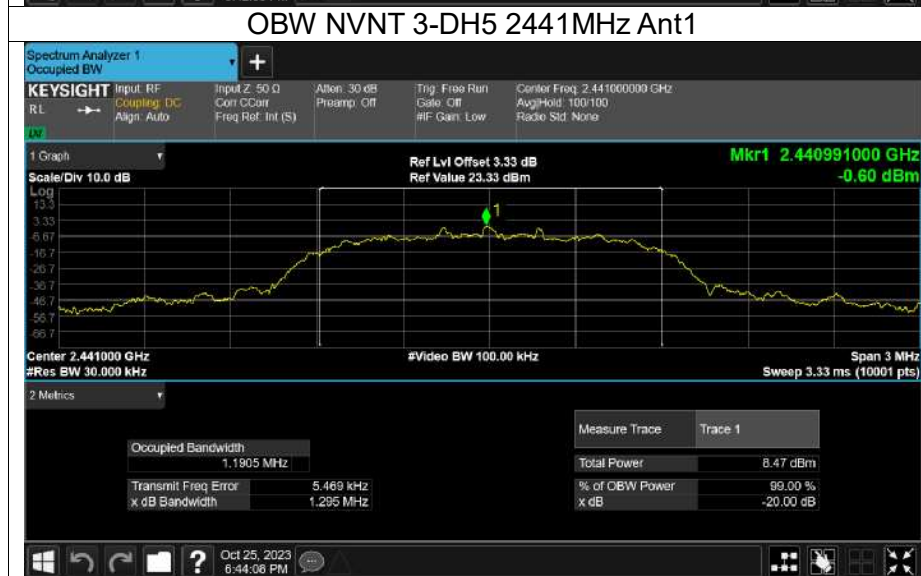 OBW NVNT 3-DH5 2441MHz Ant1
Spectrum Analyzer 1
Occupied BW
+
KEYSIGHT Input: RF Input Z: 50 Ω Atten: 30 dB Trig: Free Run Center Freq: 2.441000000 GHz
RL Coupling: DC Corr CCorr Preamp: Off Gate: Off Avg|Hold: 100/100
Align: Auto Freq Ref: Int (S) #IF Gain: Low Radio Std: None
1 Graph Ref Lvl Offset 3.33 dB Mkr1 2.440991000 GHz
Scale/Div 10.0 dB Ref Value 23.33 dBm -0.60 dBm
Log
13.3
3.33
-6.67
-16.7
-26.7
-36.7
-46.7
-56.7
-66.7
1
Center 2.441000 GHz #Video BW 100.00 kHz Span 3 MHz
#Res BW 30.000 kHz Sweep 3.33 ms (10001 pts)
2 Metrics
Measure Trace Trace 1
Occupied Bandwidth
1.1905 MHz Total Power 8.47 dBm
Transmit Freq Error 5.469 kHz % of OBW Power 99.00 %
x dB Bandwidth 1.295 MHz x dB -20.00 dB
? Oct 25, 2023
6:44:08 PM